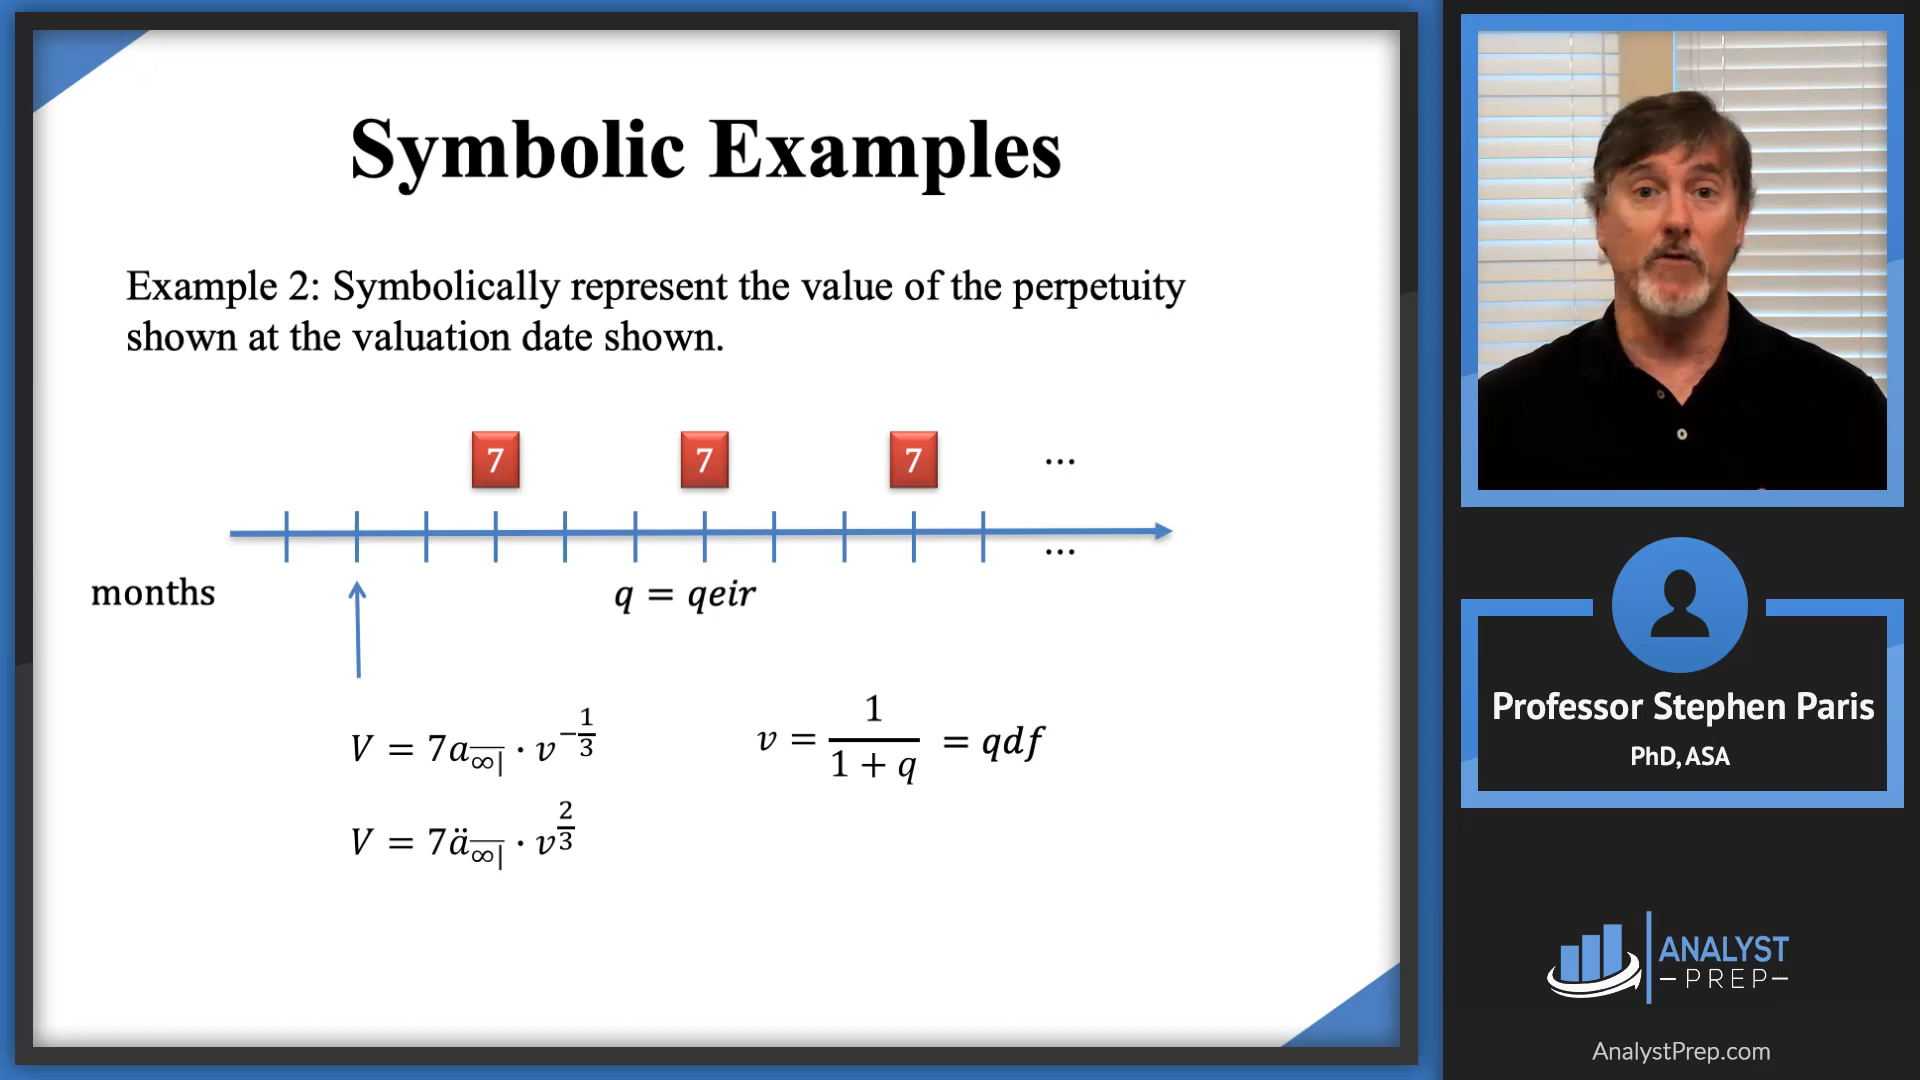 Symbolic Examples
Example 2: Symbolically represent the value of the perpetuity
shown at the valuation date shown.
7 7 7 ...
...
months
q = qeir
V = 7a_{∞|} · v^{-1/3}
v = 1/(1 + q) = qdf
V = 7ä_{∞|} · v^{2/3}
Professor Stephen Paris
PhD, ASA
ANALYST
PREP
AnalystPrep.com